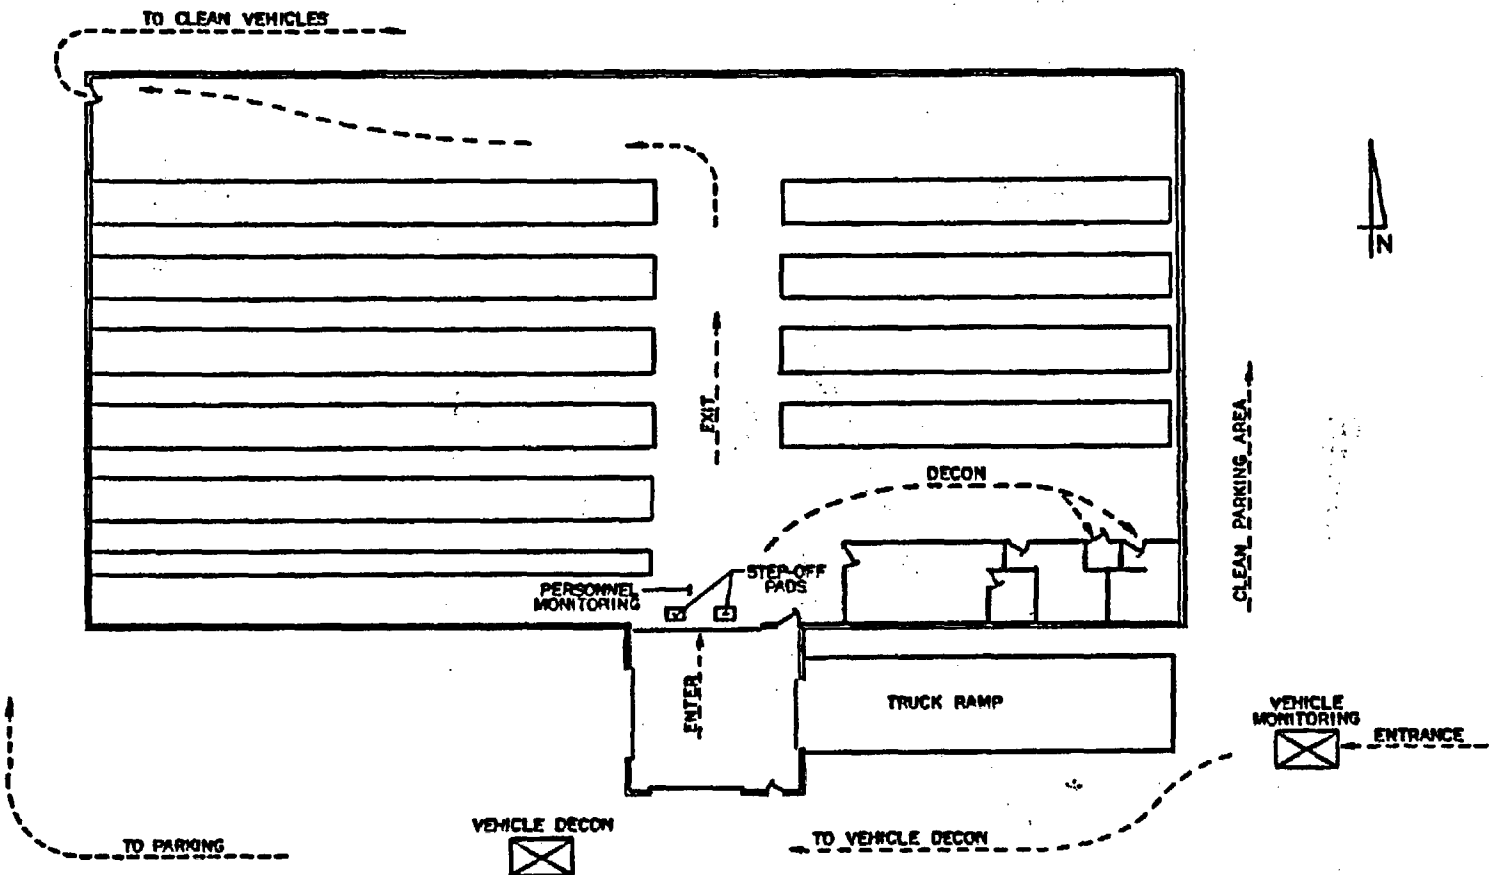 TO CLEAN VEHICLES
N
EXIT
CLEAN PARKING AREA
DECON
STEP-OFF
PADS
PERSONNEL
MONITORING
ENTER
TRUCK RAMP
VEHICLE
MONITORING
ENTRANCE
VEHICLE DECON
TO VEHICLE DECON
TO PARKING